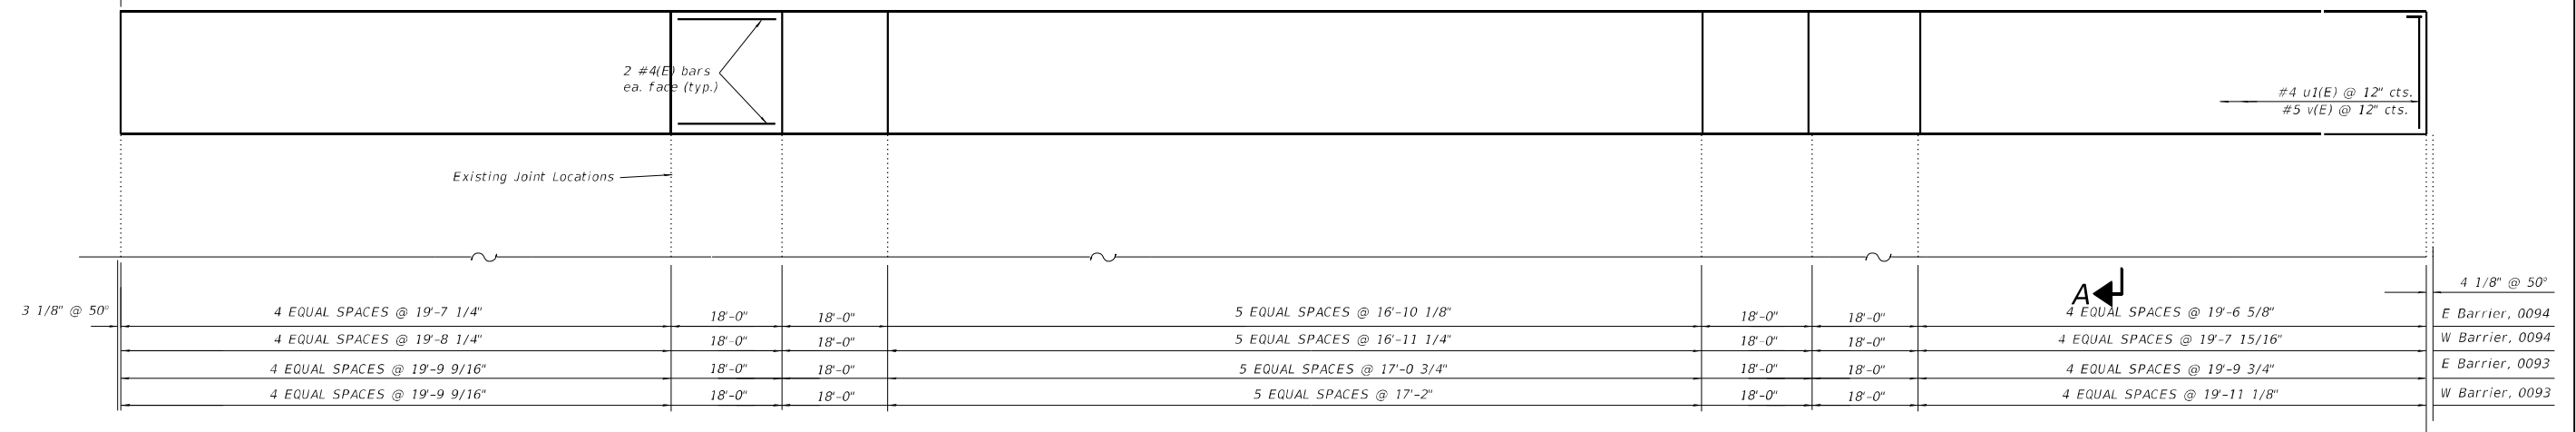 2 #4(E) bars
ea. face (typ.)
#4 u1(E) @ 12" cts.
#5 v(E) @ 12" cts.
Existing Joint Locations
A
3 1/8" @ 50°
4 1/8" @ 50°
4 EQUAL SPACES @ 19'-7 1/4" 18'-0" 18'-0" 5 EQUAL SPACES @ 16'-10 1/8" 18'-0" 18'-0" 4 EQUAL SPACES @ 19'-6 5/8" E Barrier, 0094
4 EQUAL SPACES @ 19'-8 1/4" 18'-0" 18'-0" 5 EQUAL SPACES @ 16'-11 1/4" 18'-0" 18'-0" 4 EQUAL SPACES @ 19'-7 15/16" W Barrier, 0094
4 EQUAL SPACES @ 19'-9 9/16" 18'-0" 18'-0" 5 EQUAL SPACES @ 17'-0 3/4" 18'-0" 18'-0" 4 EQUAL SPACES @ 19'-9 3/4" E Barrier, 0093
4 EQUAL SPACES @ 19'-9 9/16" 18'-0" 18'-0" 5 EQUAL SPACES @ 17'-2" 18'-0" 18'-0" 4 EQUAL SPACES @ 19'-11 1/8" W Barrier, 0093